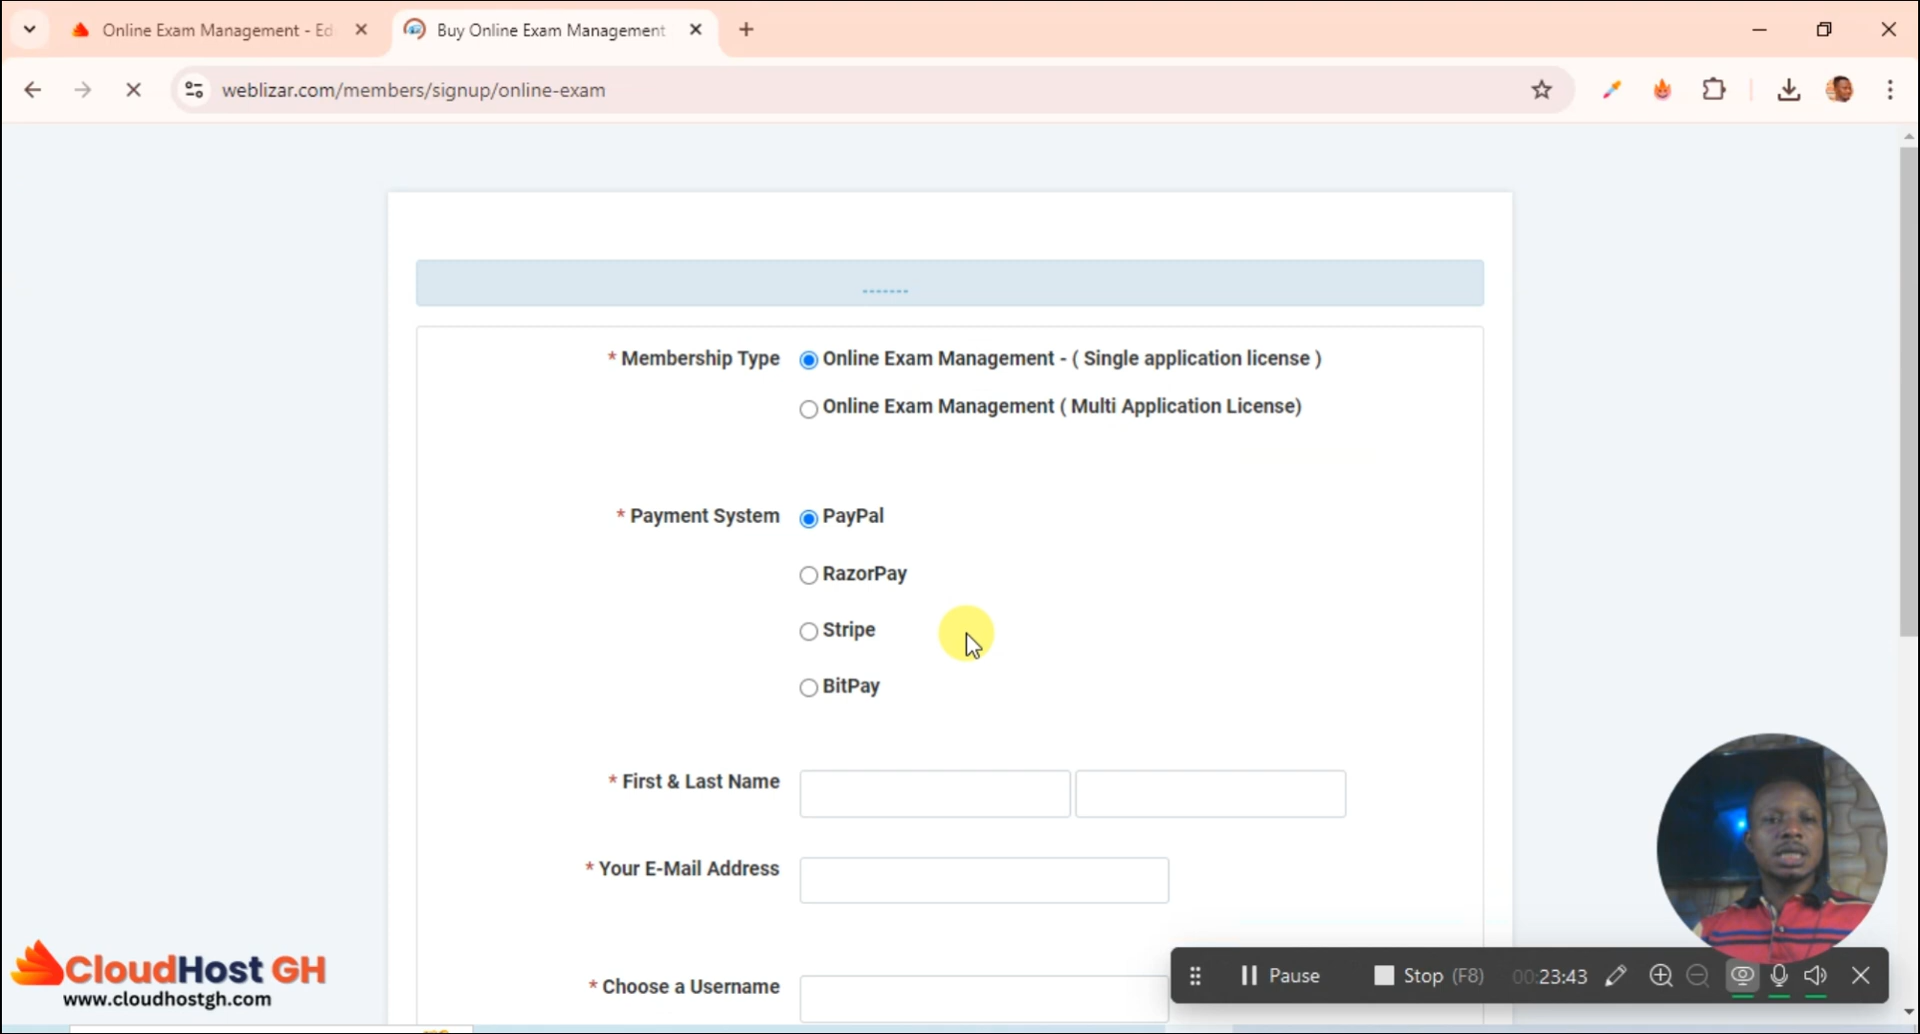 Online Exam Management - Ed
Buy Online Exam Management
weblizar.com/members/signup/online-exam
-------
* Membership Type
Online Exam Management - ( Single application license )
Online Exam Management ( Multi Application License)
* Payment System
PayPal
RazorPay
Stripe
BitPay
* First & Last Name
* Your E-Mail Address
* Choose a Username
CloudHost GH
www.cloudhostgh.com
Pause
Stop (F8)
00:23:43